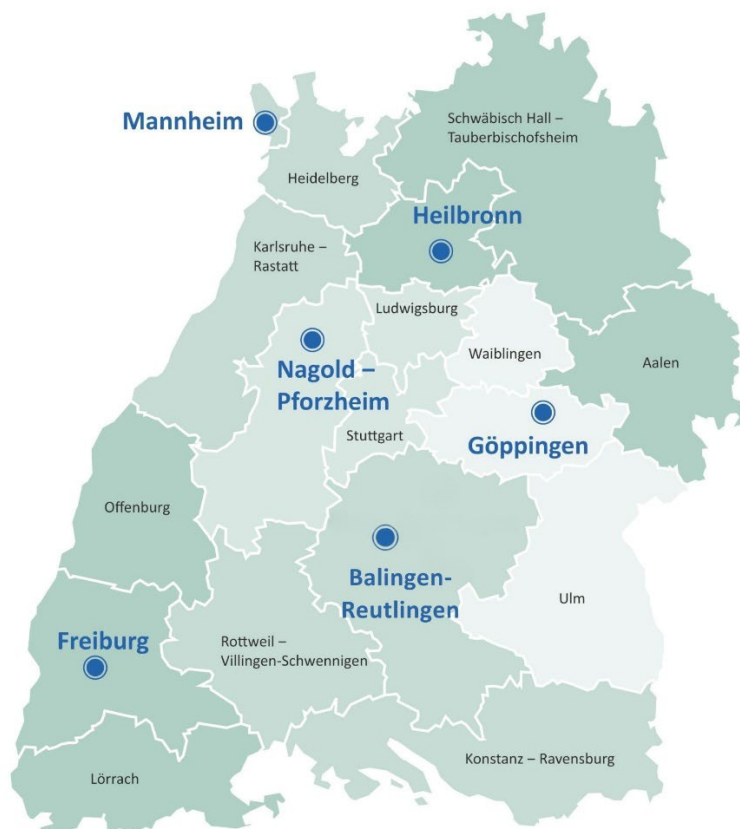 Mannheim
Schwäbisch Hall –
Tauberbischofsheim
Heidelberg
Heilbronn
Karlsruhe –
Rastatt
Ludwigsburg
Waiblingen
Aalen
Nagold –
Pforzheim
Stuttgart
Göppingen
Offenburg
Balingen-
Reutlingen
Ulm
Freiburg
Rottweil –
Villingen-Schwennigen
Konstanz – Ravensburg
Lörrach